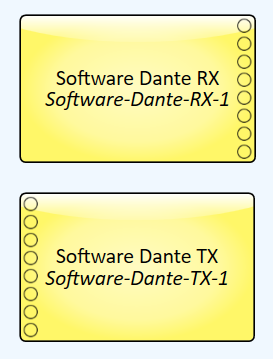 Software Dante RX
Software-Dante-RX-1
Software Dante TX
Software-Dante-TX-1